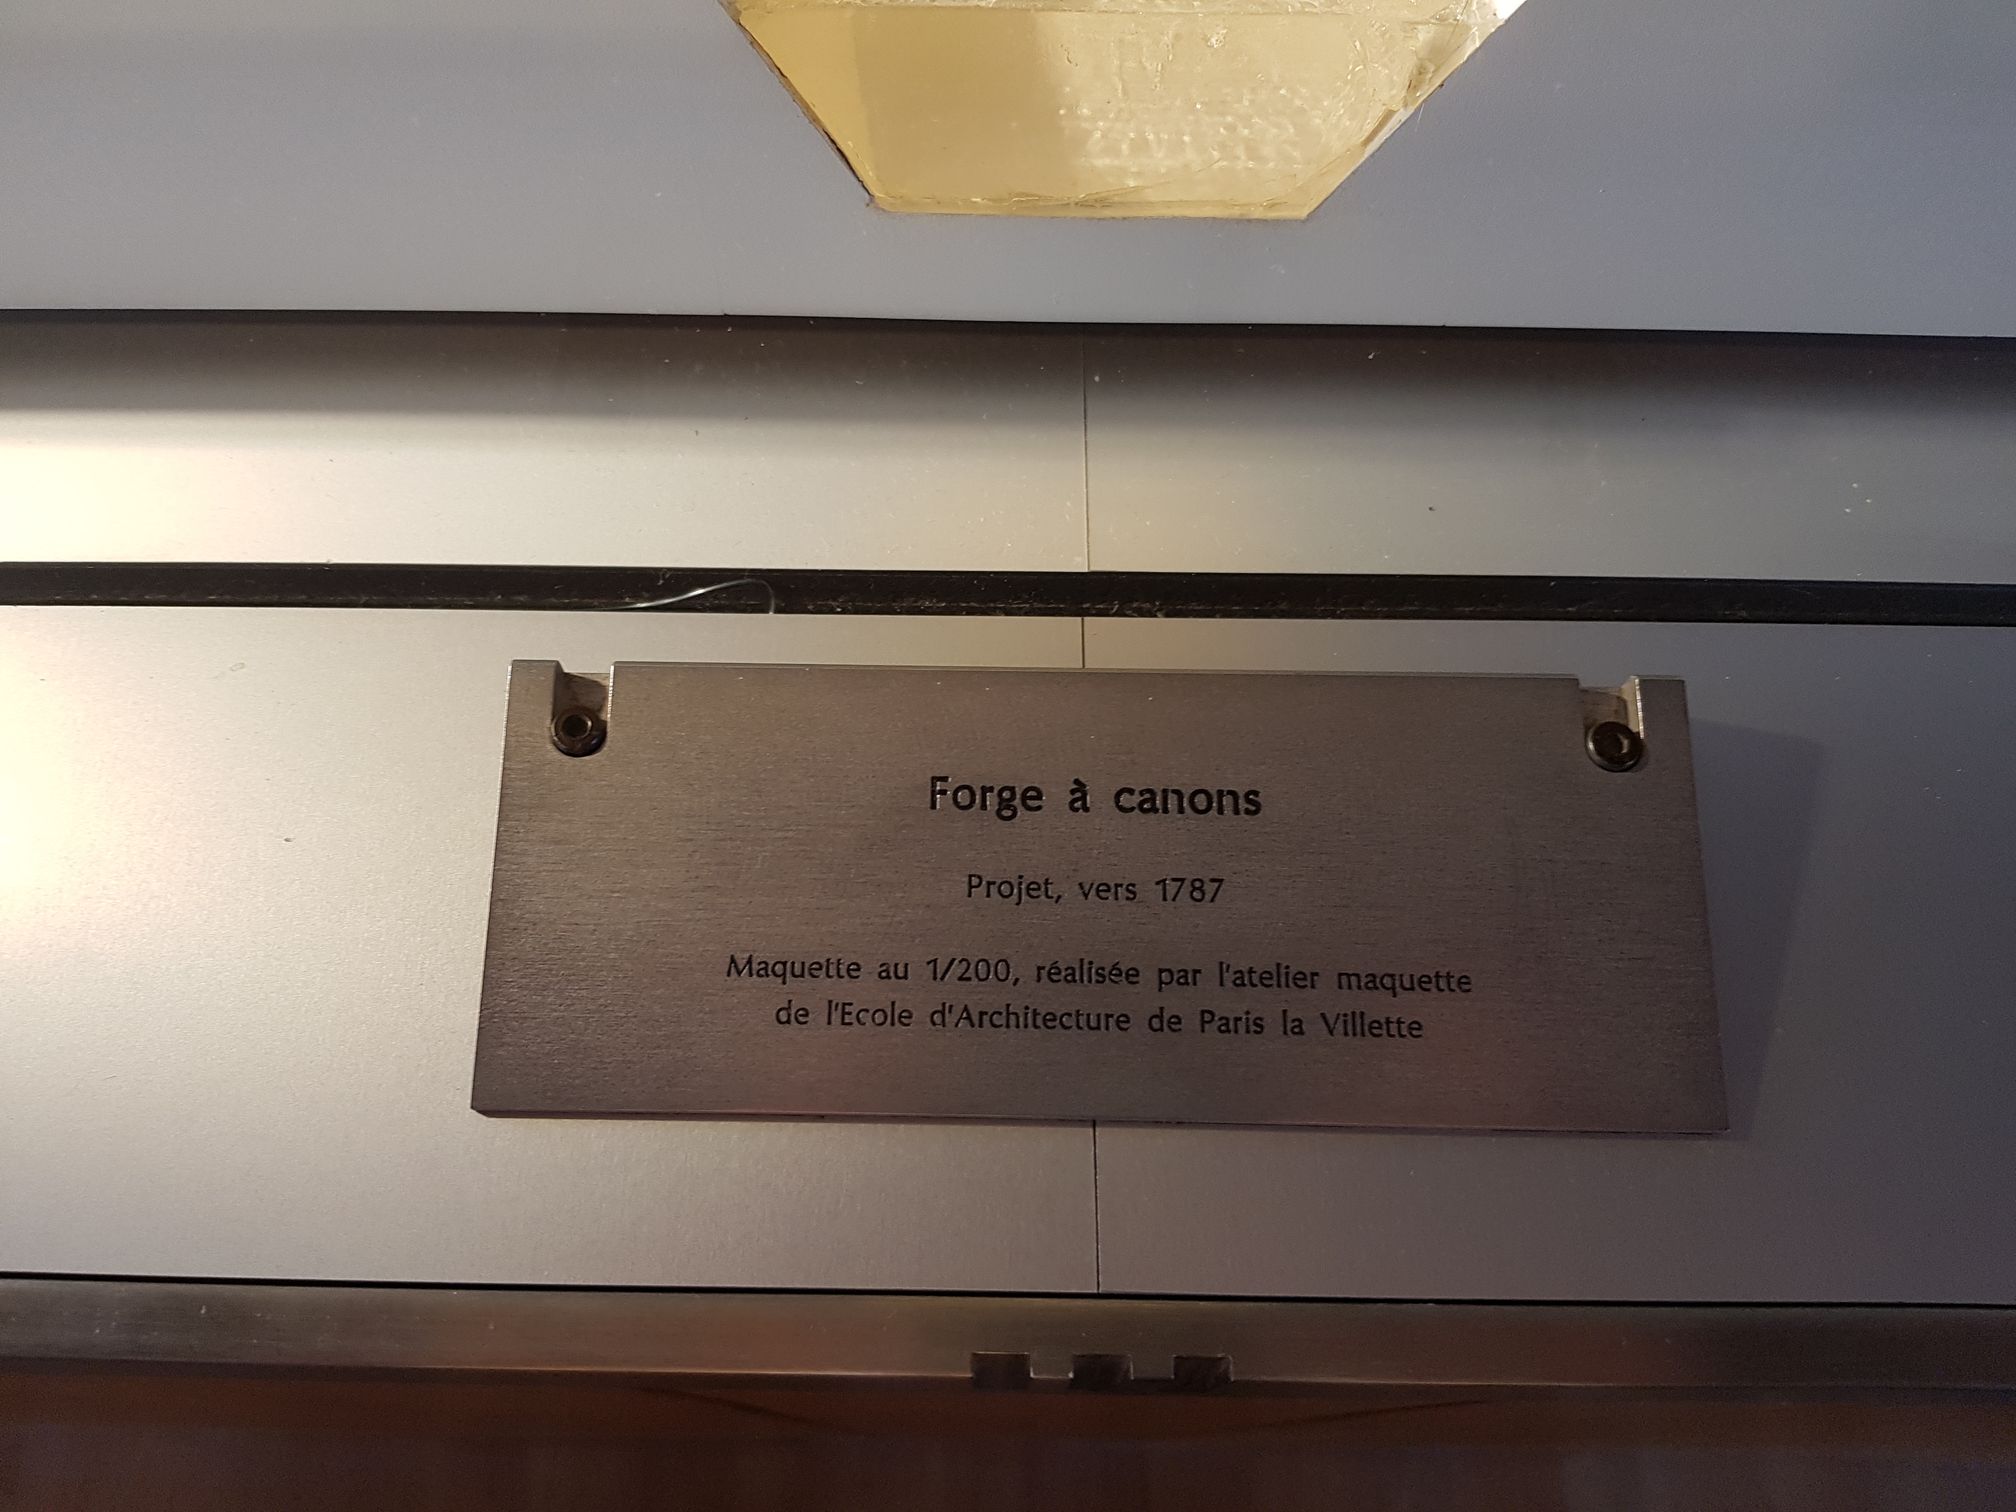 Forge à canons
Projet, vers 1787
Maquette au 1/200, réalisée par l'atelier maquette
de l'Ecole d'Architecture de Paris la Villette